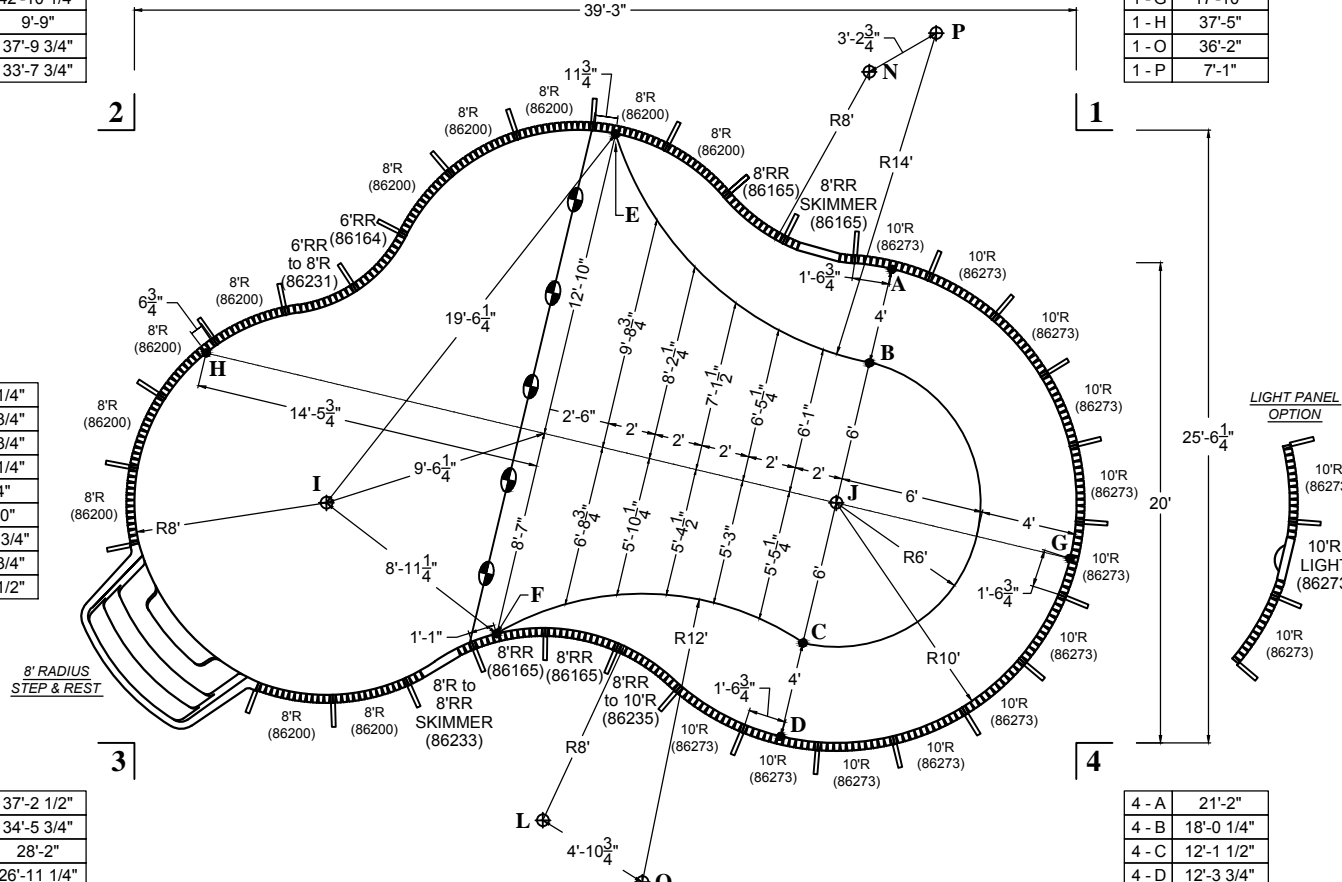 42'-10 1/4"
9'-9"
37'-9 3/4"
33'-7 3/4"
39'-3"
1 - G 17'-10"
1 - H 37'-5"
1 - O 36'-2"
1 - P 7'-1"
2
1
P
N
3'-2 3/4"
11 3/4"
8'R (86200)
8'R (86200)
8'R (86200)
8'R (86200)
8'R (86200)
R8'
R14'
8'RR (86165)
8'RR SKIMMER (86165)
E
6'RR (86164)
6'RR to 8'R (86231)
8'R (86200)
6 3/4"
8'R (86200)
H
10'R (86273)
10'R (86273)
10'R (86273)
10'R (86273)
10'R (86273)
10'R (86273)
10'R (86273)
10'R (86273)
1'-6 3/4"
A
4'
B
12'-10"
19'-6 1/4"
9'-8 3/4"
8'-2 1/4"
7'-1 1/2"
6'-5 1/4"
6'-1"
6'
14'-5 3/4"
2'-6"
2'
2'
2'
2'
2'
9'-6 1/4"
I
J
6'
4'
G
R8'
8'R (86200)
8'R (86200)
8'-7"
6'-8 3/4"
5'-10 1/4"
5'-4 1/2"
5'-3"
5'-5 1/4"
6'
R6'
1'-6 3/4"
8'-11 1/4"
F
C
1'-1"
R12'
R10'
4'
1'-6 3/4"
D
8' RADIUS
STEP & REST
8'R (86200)
8'R (86200)
8'R to 8'RR SKIMMER (86233)
8'RR (86165)
8'RR (86165)
8'RR to 10'R (86235)
10'R (86273)
10'R (86273)
10'R (86273)
10'R (86273)
10'R (86273)
10'R (86273)
R8'
L
4'-10 3/4"
O
20'
25'-6 1/4"
LIGHT PANEL
OPTION
10'R
10'R
LIGHT
10'R (86273)
3
4
37'-2 1/2"
34'-5 3/4"
28'-2"
26'-11 1/4"
4 - A 21'-2"
4 - B 18'-0 1/4"
4 - C 12'-1 1/2"
4 - D 12'-3 3/4"